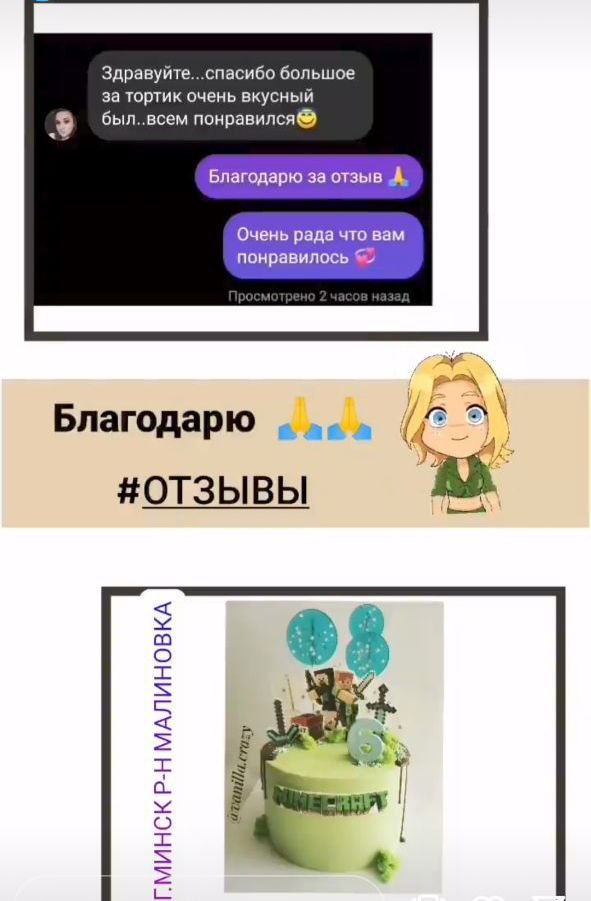 Здравуйте...спасибо большое
за тортик очень вкусный
был..всем понравился😇
Благодарю за отзыв 🙏
Очень рада что вам
понравилось 💞
Просмотрено 2 часов назад
Благодарю 🙏🙏
#ОТЗЫВЫ
Г.МИНСК Р-Н МАЛИНОВКА
@vanilla.crazy
6
MINECRAFT